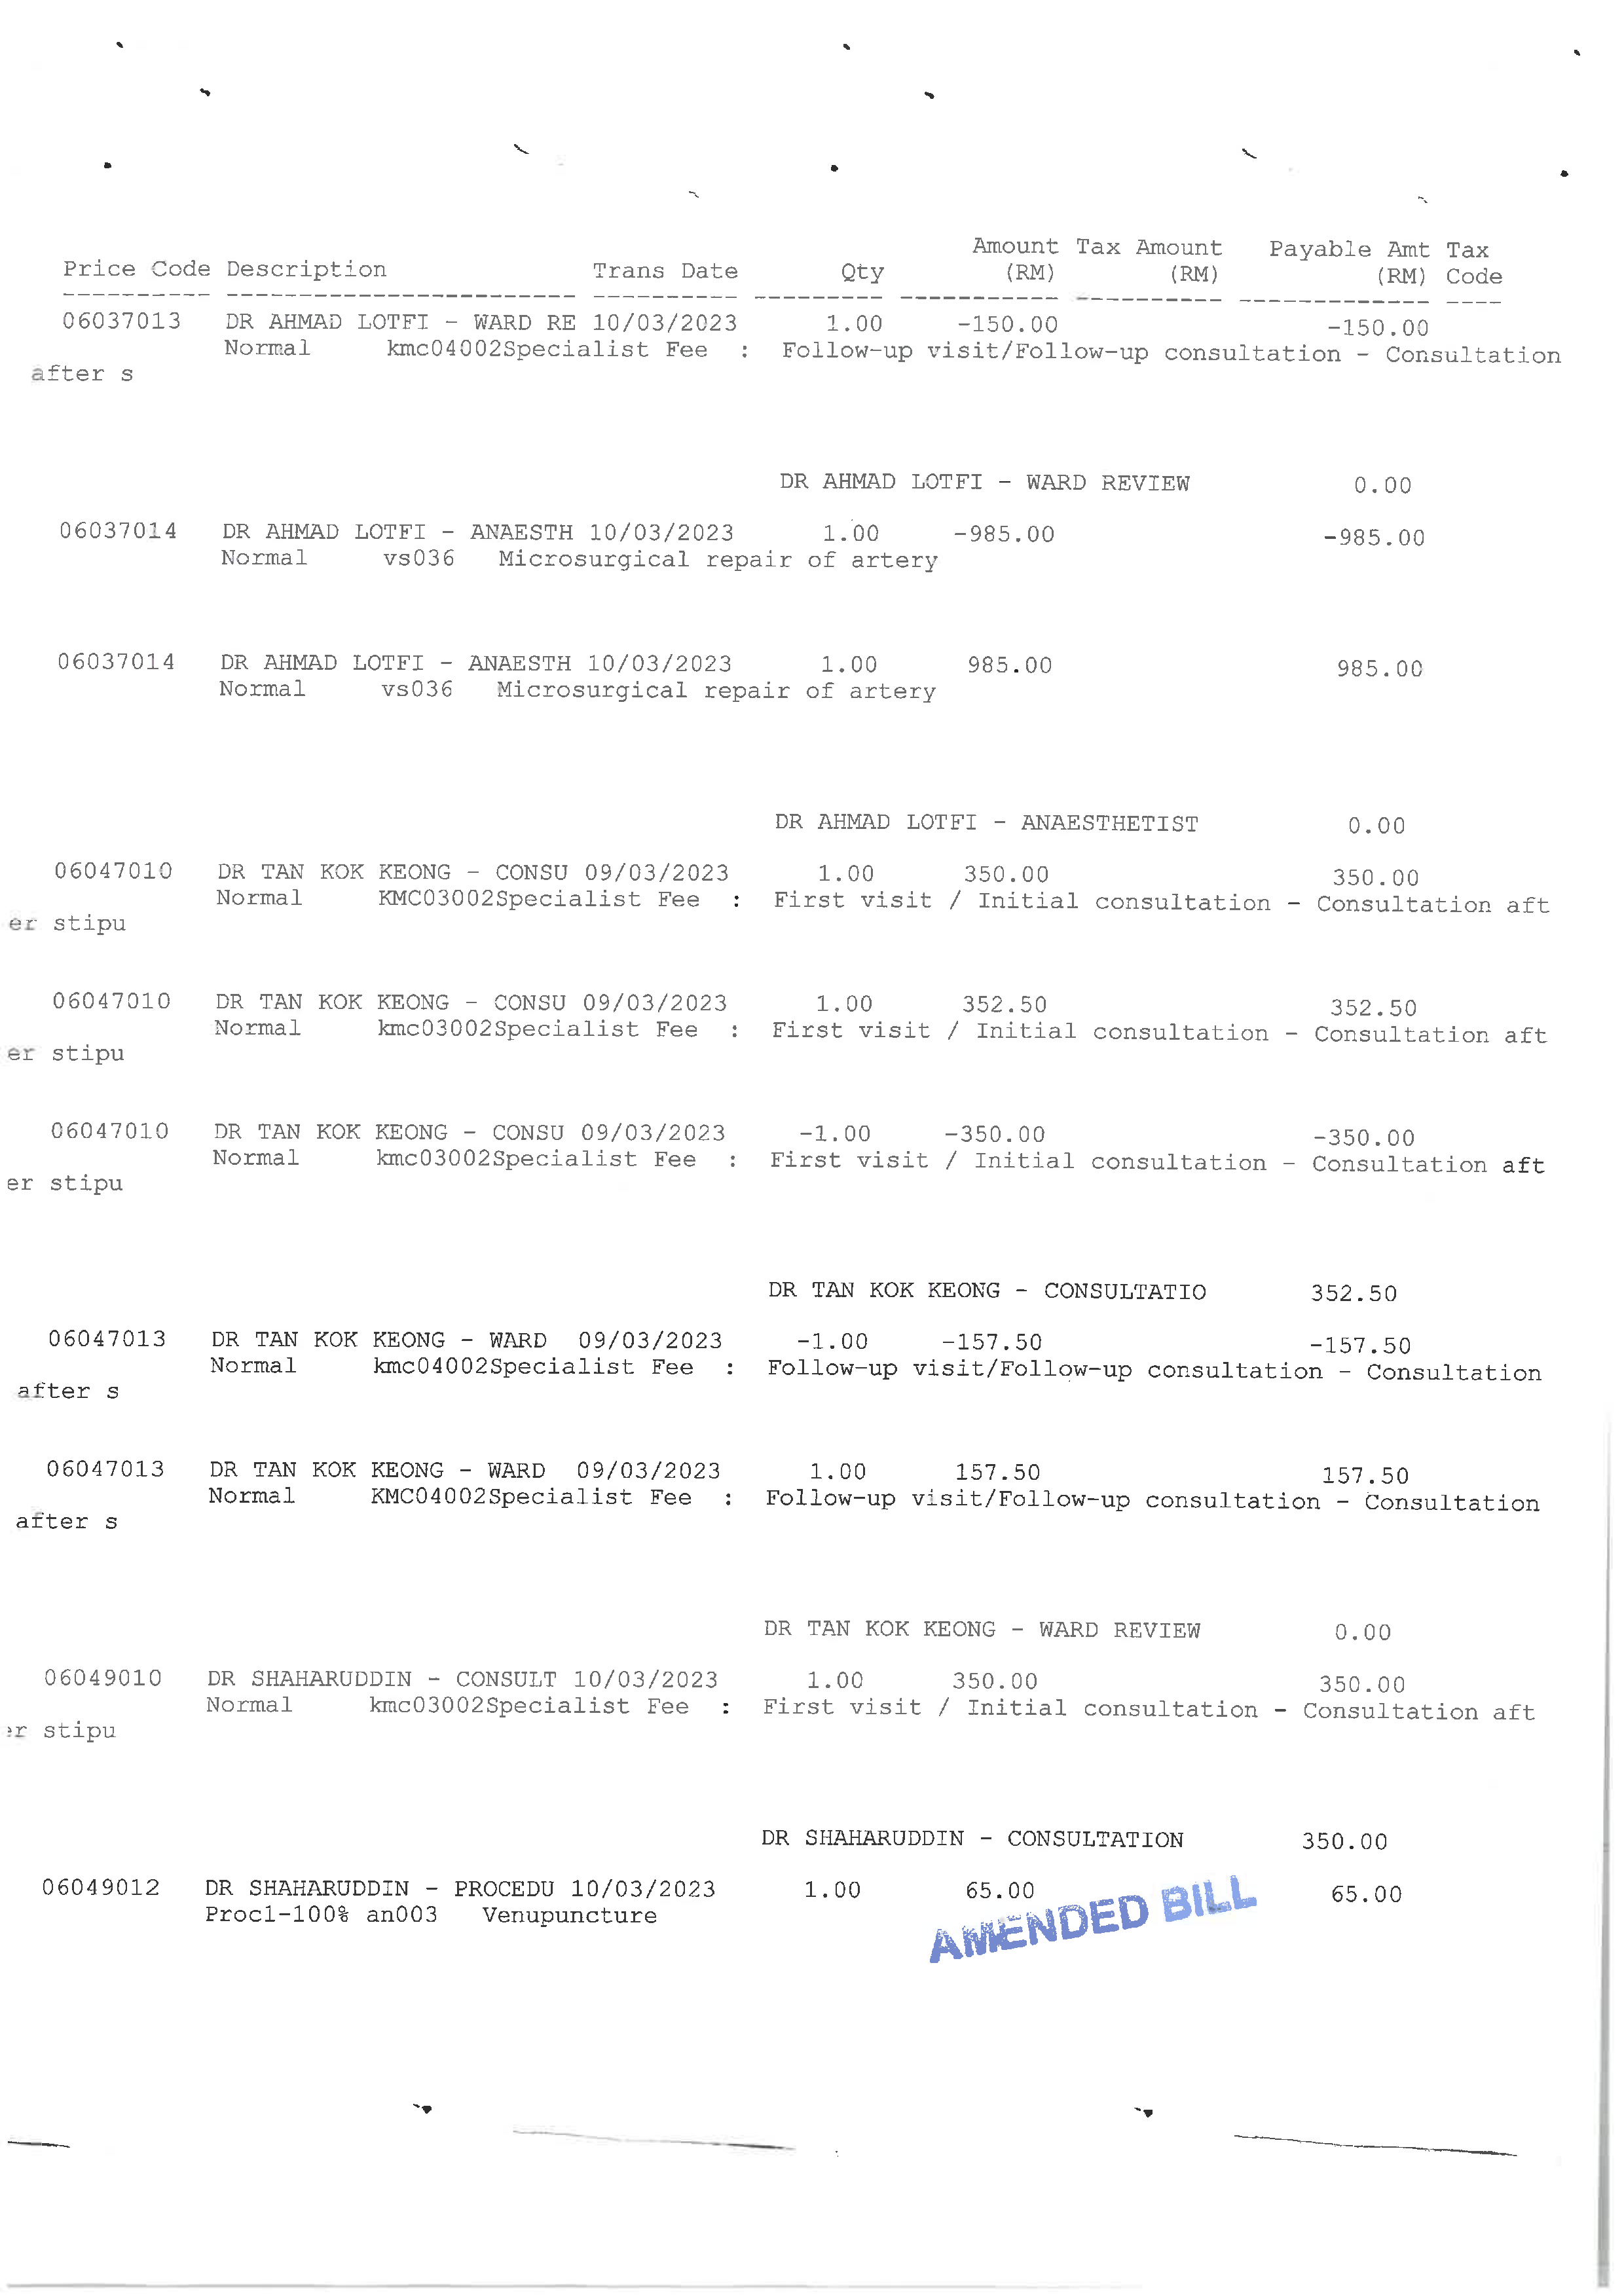 Amount Tax Amount Payable Amt Tax
Price Code Description Trans Date Qty (RM) (RM) (RM) Code
---------- ------------------------ ---------- --------- ----------- ---------- ------------- ----
06037013 DR AHMAD LOTFI - WARD RE 10/03/2023 1.00 -150.00 -150.00
Normal kmc04002Specialist Fee : Follow-up visit/Follow-up consultation - Consultation
after s
DR AHMAD LOTFI - WARD REVIEW 0.00
06037014 DR AHMAD LOTFI - ANAESTH 10/03/2023 1.00 -985.00 -985.00
Normal vs036 Microsurgical repair of artery
06037014 DR AHMAD LOTFI - ANAESTH 10/03/2023 1.00 985.00 985.00
Normal vs036 Microsurgical repair of artery
DR AHMAD LOTFI - ANAESTHETIST 0.00
06047010 DR TAN KOK KEONG - CONSU 09/03/2023 1.00 350.00 350.00
Normal KMC03002Specialist Fee : First visit / Initial consultation - Consultation aft
er stipu
06047010 DR TAN KOK KEONG - CONSU 09/03/2023 1.00 352.50 352.50
Normal kmc03002Specialist Fee : First visit / Initial consultation - Consultation aft
er stipu
06047010 DR TAN KOK KEONG - CONSU 09/03/2023 -1.00 -350.00 -350.00
Normal kmc03002Specialist Fee : First visit / Initial consultation - Consultation aft
er stipu
DR TAN KOK KEONG - CONSULTATIO 352.50
06047013 DR TAN KOK KEONG - WARD 09/03/2023 -1.00 -157.50 -157.50
Normal kmc04002Specialist Fee : Follow-up visit/Follow-up consultation - Consultation
after s
06047013 DR TAN KOK KEONG - WARD 09/03/2023 1.00 157.50 157.50
Normal KMC04002Specialist Fee : Follow-up visit/Follow-up consultation - Consultation
after s
DR TAN KOK KEONG - WARD REVIEW 0.00
06049010 DR SHAHARUDDIN - CONSULT 10/03/2023 1.00 350.00 350.00
Normal kmc03002Specialist Fee : First visit / Initial consultation - Consultation aft
er stipu
DR SHAHARUDDIN - CONSULTATION 350.00
06049012 DR SHAHARUDDIN - PROCEDU 10/03/2023 1.00 65.00 65.00
Proc1-100% an003 Venupuncture
AMENDED BILL